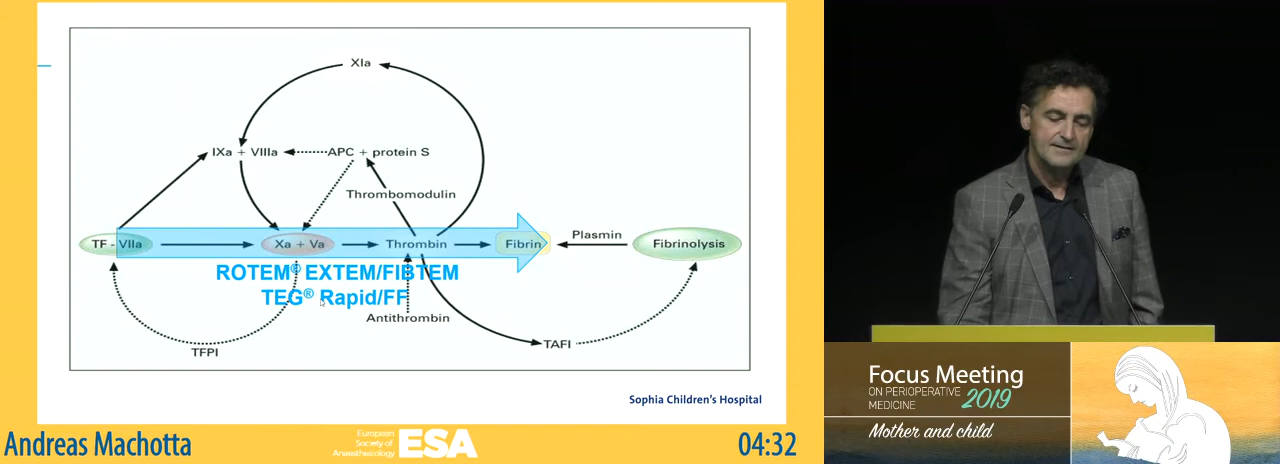 XIa
IXa + VIIIa
APC + protein S
Thrombomodulin
TF - VIIa
Xa + Va
Thrombin
Fibrin
Plasmin
Fibrinolysis
ROTEM® EXTEM/FIBTEM
TEG® Rapid/FF
Antithrombin
TFPI
TAFI
Sophia Children's Hospital
Andreas Machotta
European
Society of
Anaesthesiology
ESA
04:32
Focus Meeting
ON PERIOPERATIVE
MEDICINE 2019
Mother and child